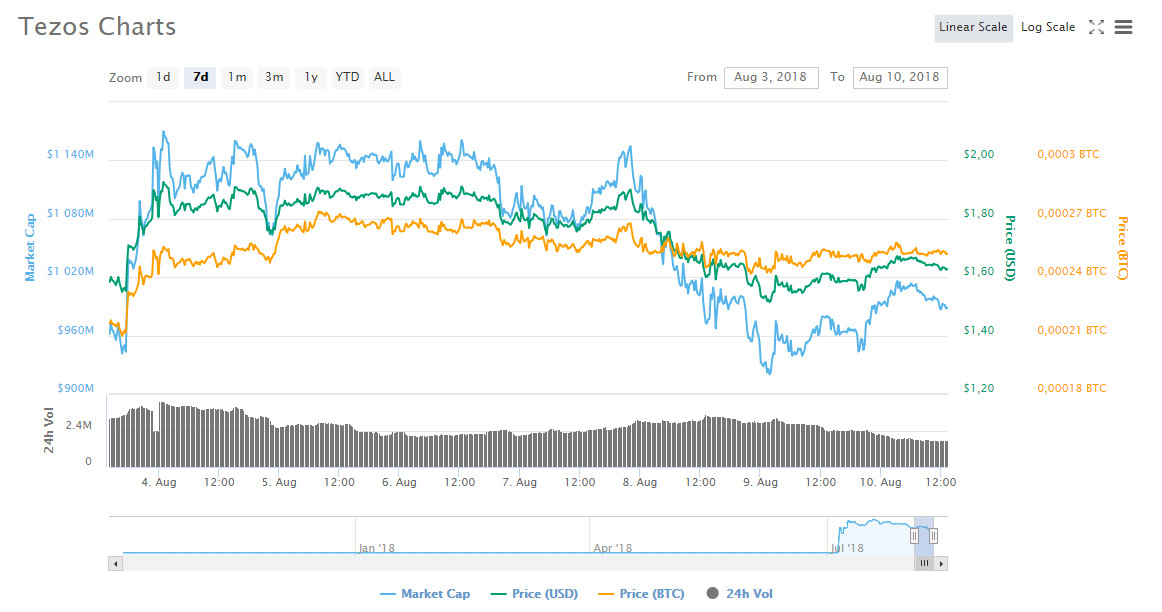 Tezos Charts
Linear Scale Log Scale
Zoom 1d 7d 1m 3m 1y YTD ALL From Aug 3, 2018 To Aug 10, 2018
$1 140M $2,00 0,0003 BTC
$1 080M $1,80 0,00027 BTC
Market Cap Price (USD) Price (BTC)
$1 020M $1,60 0,00024 BTC
$960M $1,40 0,00021 BTC
$900M $1,20 0,00018 BTC
24h Vol
2.4M
0
4. Aug 12:00 5. Aug 12:00 6. Aug 12:00 7. Aug 12:00 8. Aug 12:00 9. Aug 12:00 10. Aug 12:00
Jan '18 Apr '18 Jul '18
Market Cap Price (USD) Price (BTC) 24h Vol